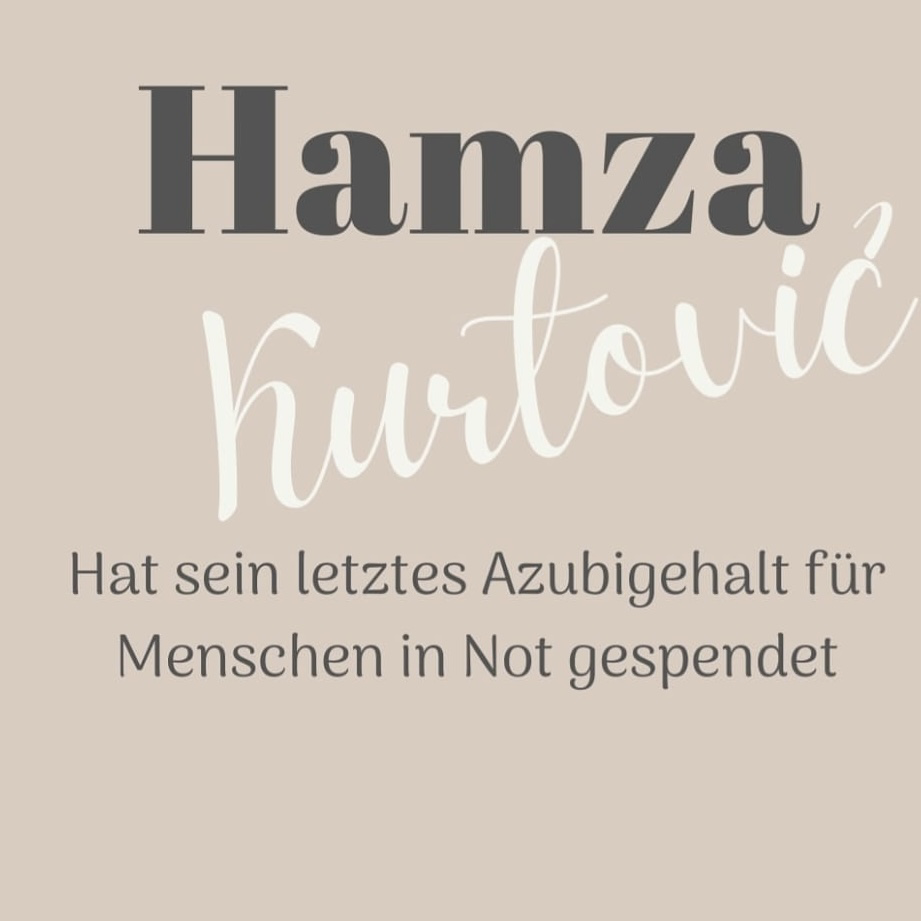 Hamza
Kurtović
Hat sein letztes Azubigehalt für
Menschen in Not gespendet